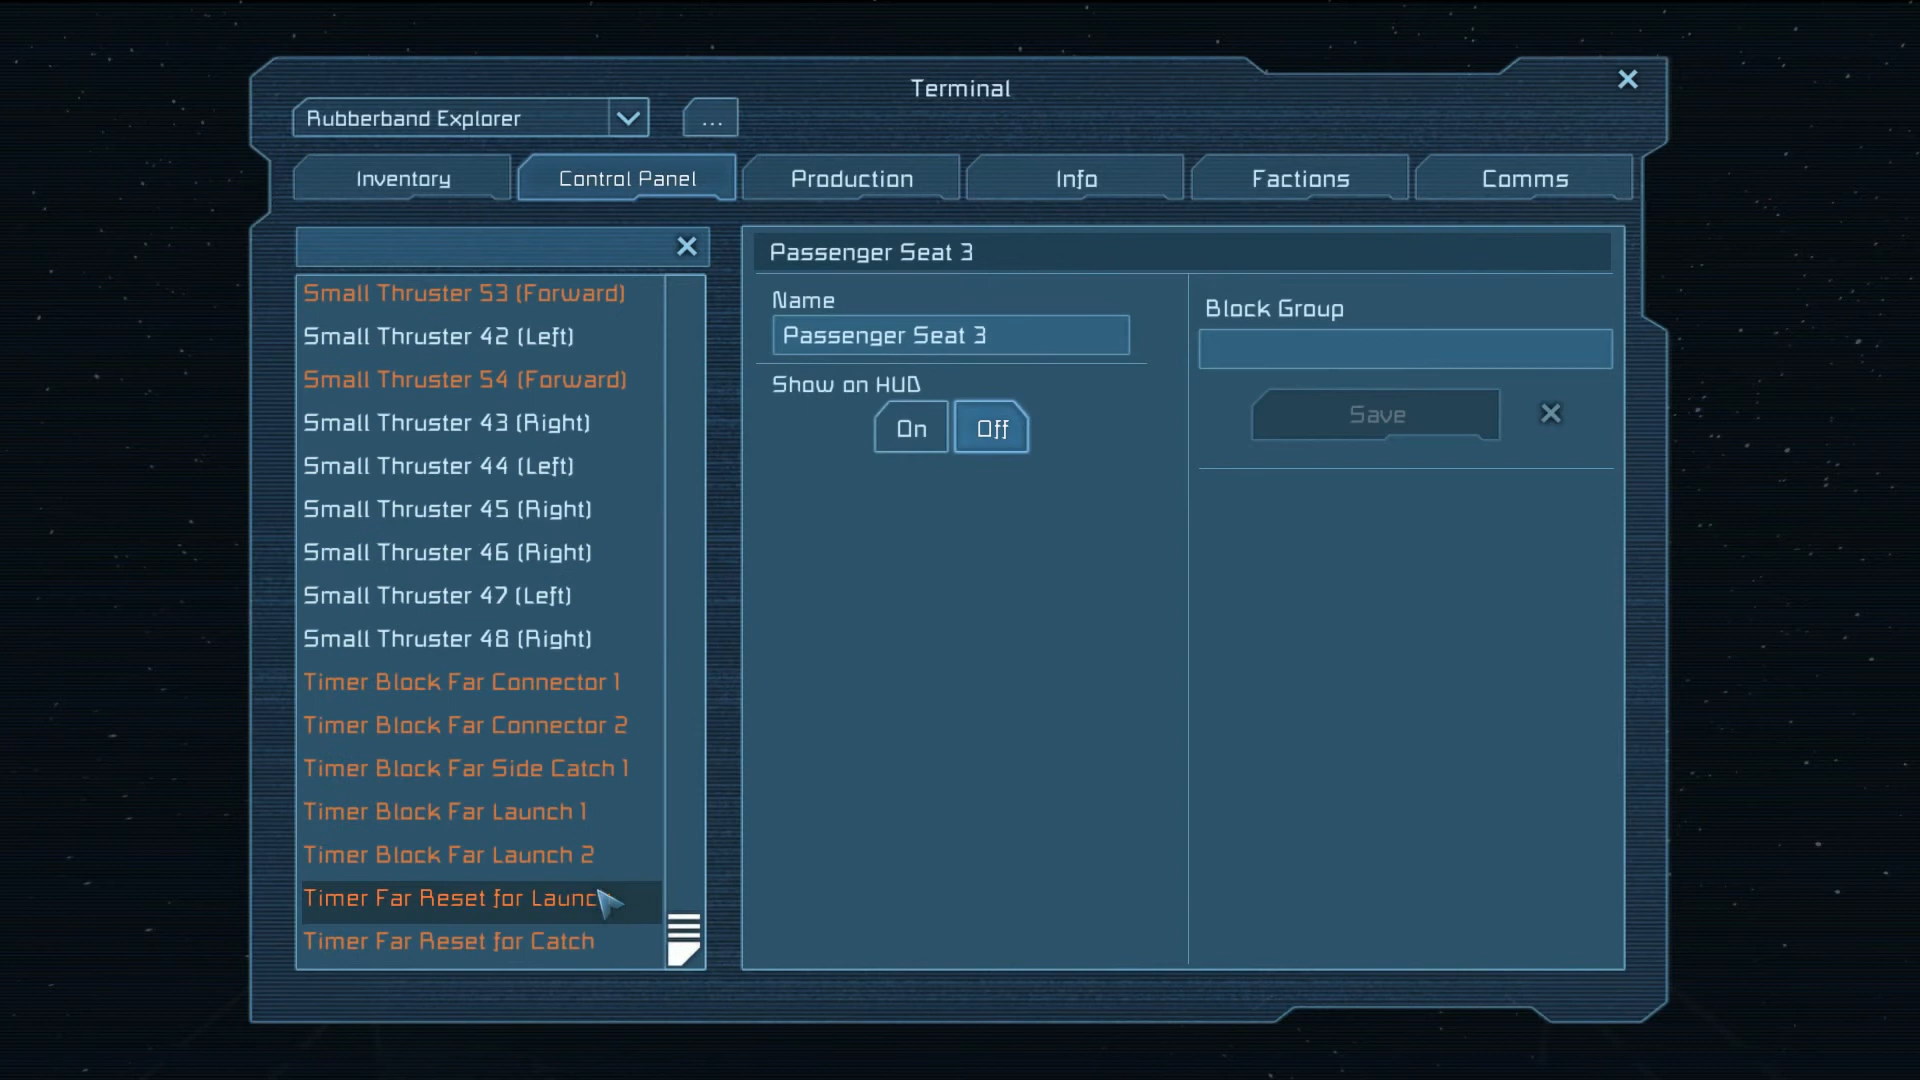 Terminal
Rubberband Explorer
...
Inventory
Control Panel
Production
Info
Factions
Comms
Small Thruster 53 (Forward)
Small Thruster 42 (Left)
Small Thruster 54 (Forward)
Small Thruster 43 (Right)
Small Thruster 44 (Left)
Small Thruster 45 (Right)
Small Thruster 46 (Right)
Small Thruster 47 (Left)
Small Thruster 48 (Right)
Timer Block Far Connector 1
Timer Block Far Connector 2
Timer Block Far Side Catch 1
Timer Block Far Launch 1
Timer Block Far Launch 2
Timer Far Reset for Launch
Timer Far Reset for Catch
Passenger Seat 3
Name
Passenger Seat 3
Show on HUD
On
Off
Block Group
Save